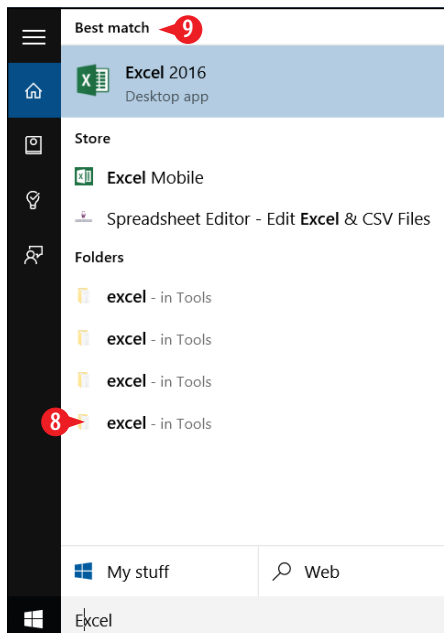 Best match 9
Excel 2016
Desktop app
Store
Excel Mobile
Spreadsheet Editor - Edit Excel & CSV Files
Folders
excel - in Tools
excel - in Tools
excel - in Tools
8 excel - in Tools
My stuff Web
Excel